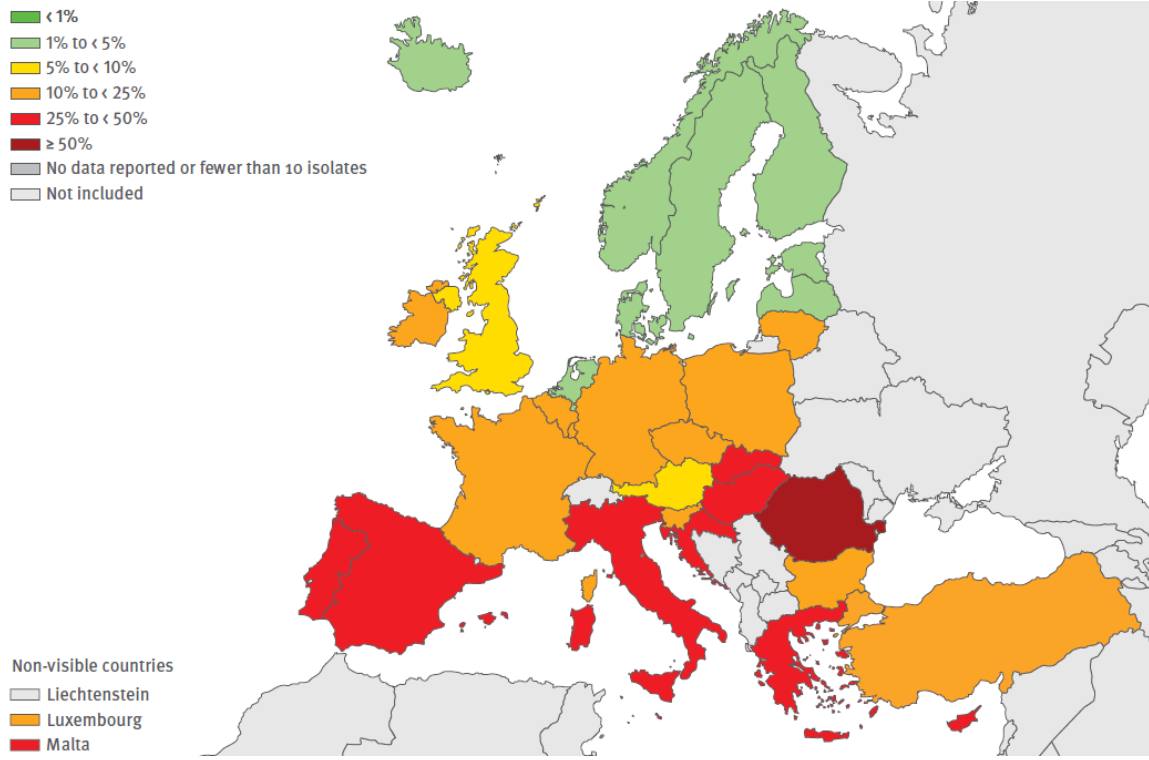 < 1%
1% to < 5%
5% to < 10%
10% to < 25%
25% to < 50%
≥ 50%
No data reported or fewer than 10 isolates
Not included
Non-visible countries
Liechtenstein
Luxembourg
Malta